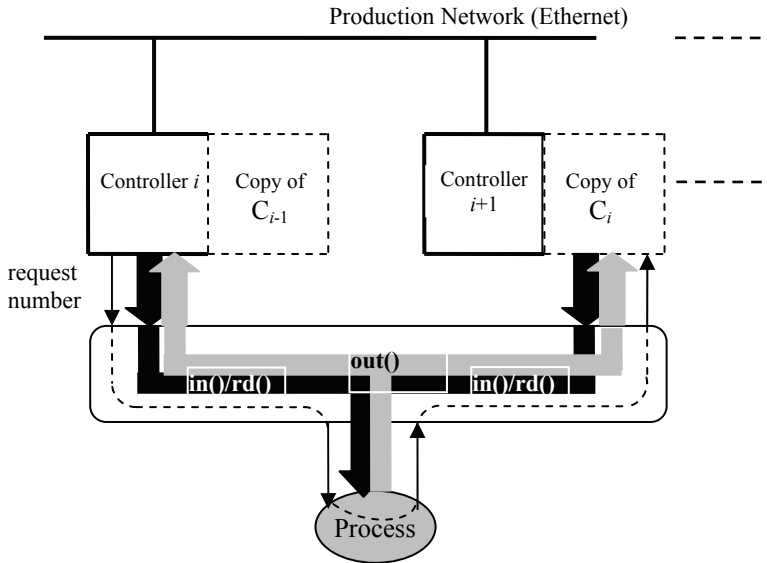 Production Network (Ethernet)
Controller i
Copy of
Ci-1
Controller
i+1
Copy of
Ci
request
number
out()
in()/rd()
in()/rd()
Process